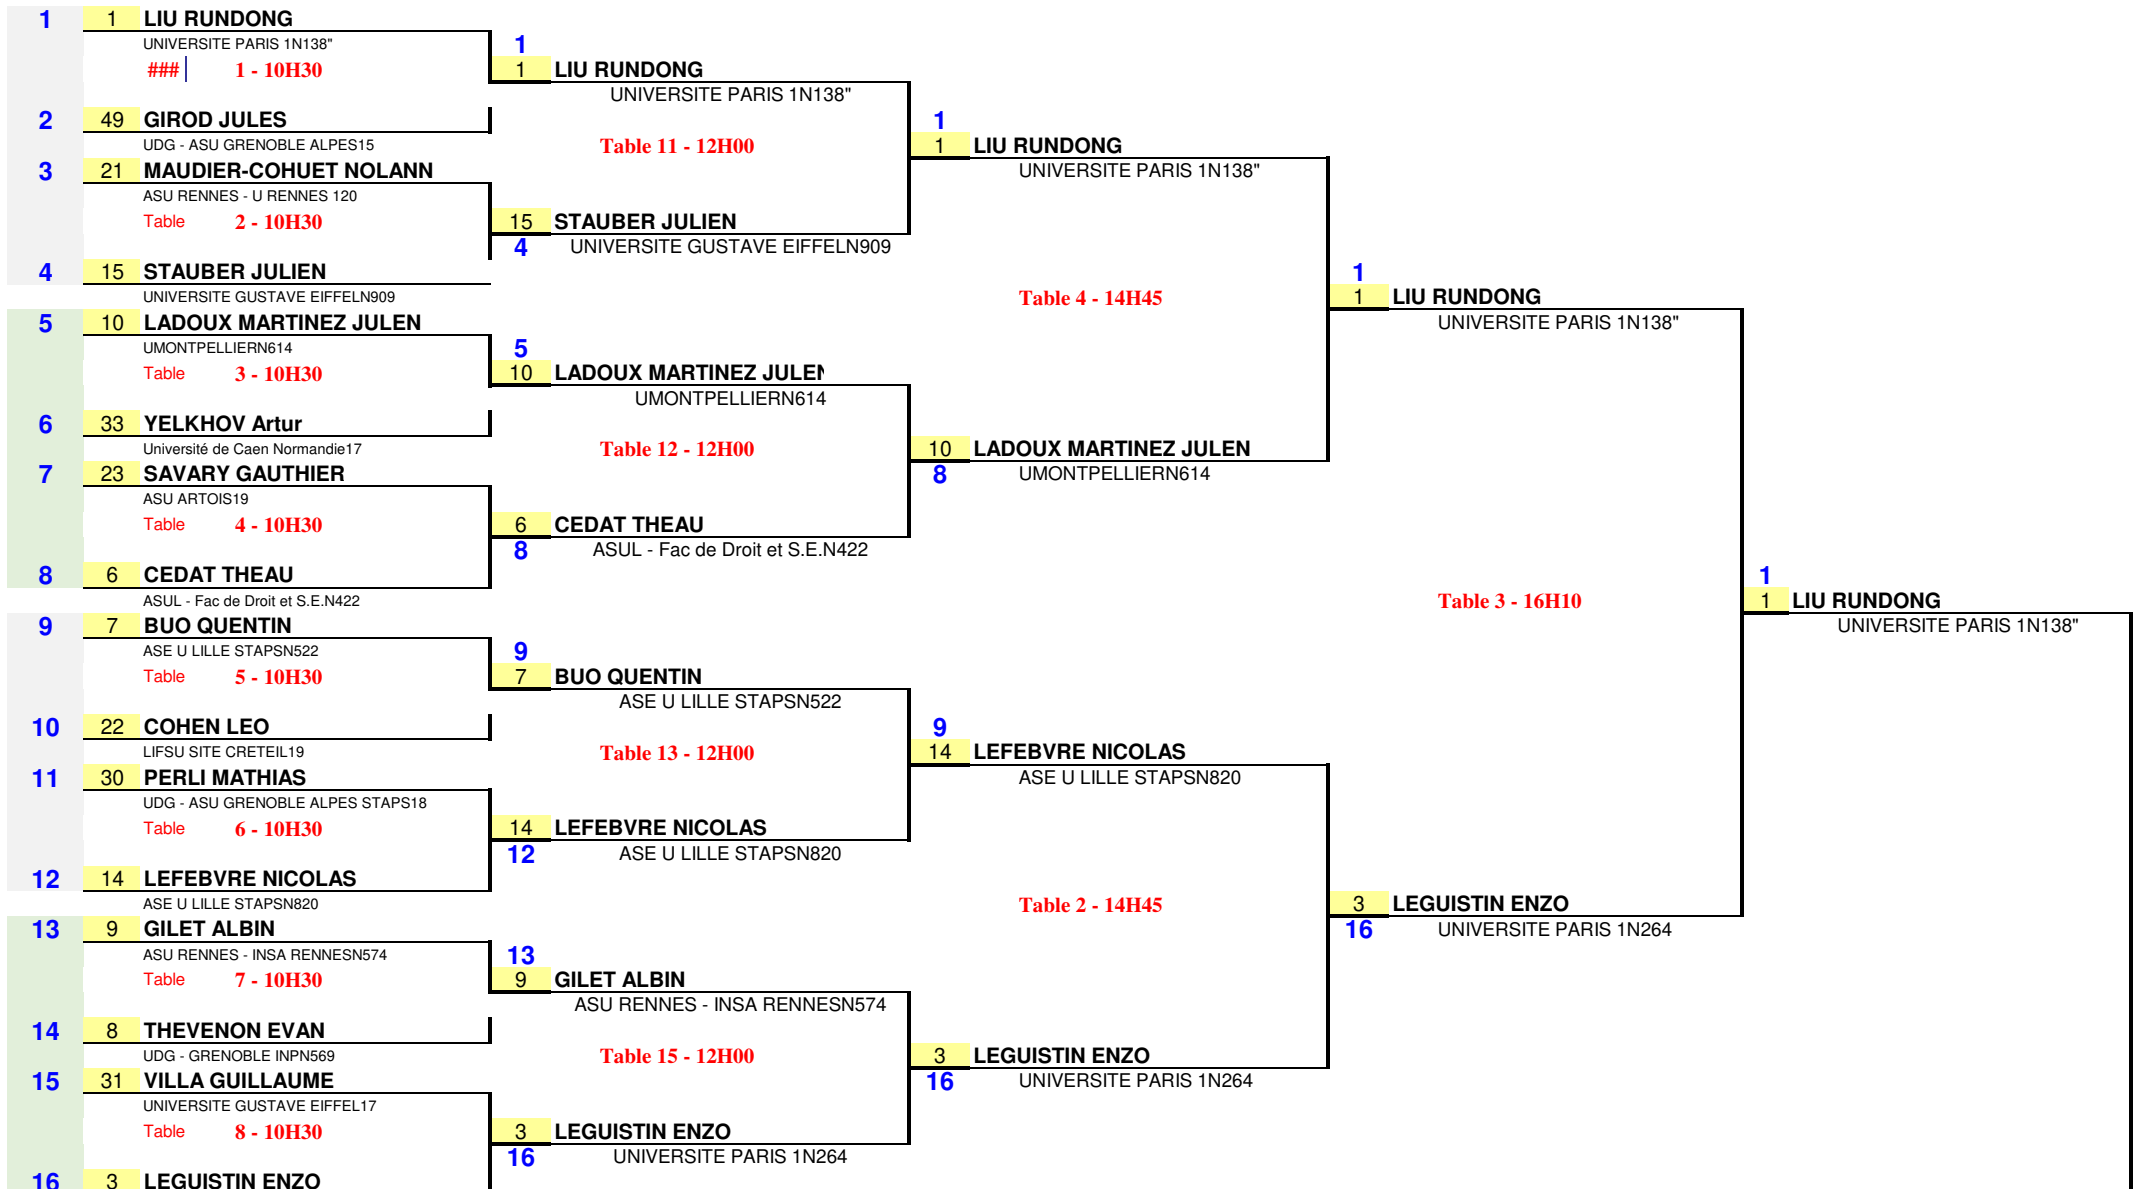 1 1 LIU RUNDONG
UNIVERSITE PARIS 1N138"
1
### 1 - 10H30 1 LIU RUNDONG
UNIVERSITE PARIS 1N138"
2 49 GIROD JULES 1
UDG - ASU GRENOBLE ALPES15 Table 11 - 12H00 1 LIU RUNDONG
3 21 MAUDIER-COHUET NOLANN UNIVERSITE PARIS 1N138"
ASU RENNES - U RENNES 120
Table 2 - 10H30 15 STAUBER JULIEN
4 UNIVERSITE GUSTAVE EIFFELN909
4 15 STAUBER JULIEN 1
UNIVERSITE GUSTAVE EIFFELN909 Table 4 - 14H45 1 LIU RUNDONG
5 10 LADOUX MARTINEZ JULEN UNIVERSITE PARIS 1N138"
UMONTPELLIERN614 5
Table 3 - 10H30 10 LADOUX MARTINEZ JULEN
UMONTPELLIERN614
6 33 YELKHOV Artur
Université de Caen Normandie17 Table 12 - 12H00 10 LADOUX MARTINEZ JULEN
7 23 SAVARY GAUTHIER 8 UMONTPELLIERN614
ASU ARTOIS19
Table 4 - 10H30 6 CEDAT THEAU
8 ASUL - Fac de Droit et S.E.N422
8 6 CEDAT THEAU 1
ASUL - Fac de Droit et S.E.N422 Table 3 - 16H10 1 LIU RUNDONG
9 7 BUO QUENTIN UNIVERSITE PARIS 1N138"
ASE U LILLE STAPSN522 9
Table 5 - 10H30 7 BUO QUENTIN
ASE U LILLE STAPSN522
10 22 COHEN LEO 9
LIFSU SITE CRETEIL19 Table 13 - 12H00 14 LEFEBVRE NICOLAS
11 30 PERLI MATHIAS ASE U LILLE STAPSN820
UDG - ASU GRENOBLE ALPES STAPS18
Table 6 - 10H30 14 LEFEBVRE NICOLAS
12 ASE U LILLE STAPSN820
12 14 LEFEBVRE NICOLAS
ASE U LILLE STAPSN820 Table 2 - 14H45 3 LEGUISTIN ENZO
13 9 GILET ALBIN 16 UNIVERSITE PARIS 1N264
ASU RENNES - INSA RENNESN574 13
Table 7 - 10H30 9 GILET ALBIN
ASU RENNES - INSA RENNESN574
14 8 THEVENON EVAN
UDG - GRENOBLE INPN569 Table 15 - 12H00 3 LEGUISTIN ENZO
15 31 VILLA GUILLAUME 16 UNIVERSITE PARIS 1N264
UNIVERSITE GUSTAVE EIFFEL17
Table 8 - 10H30 3 LEGUISTIN ENZO
16 UNIVERSITE PARIS 1N264
16 3 LEGUISTIN ENZO